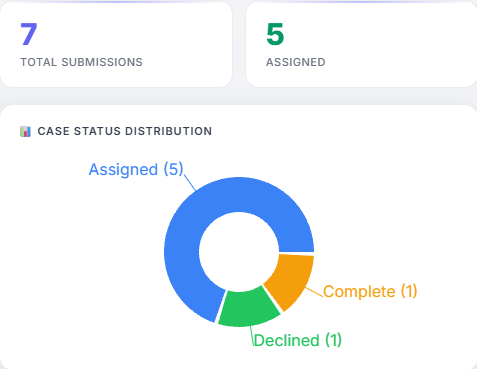 7
TOTAL SUBMISSIONS
5
ASSIGNED
CASE STATUS DISTRIBUTION
Assigned (5)
Complete (1)
Declined (1)